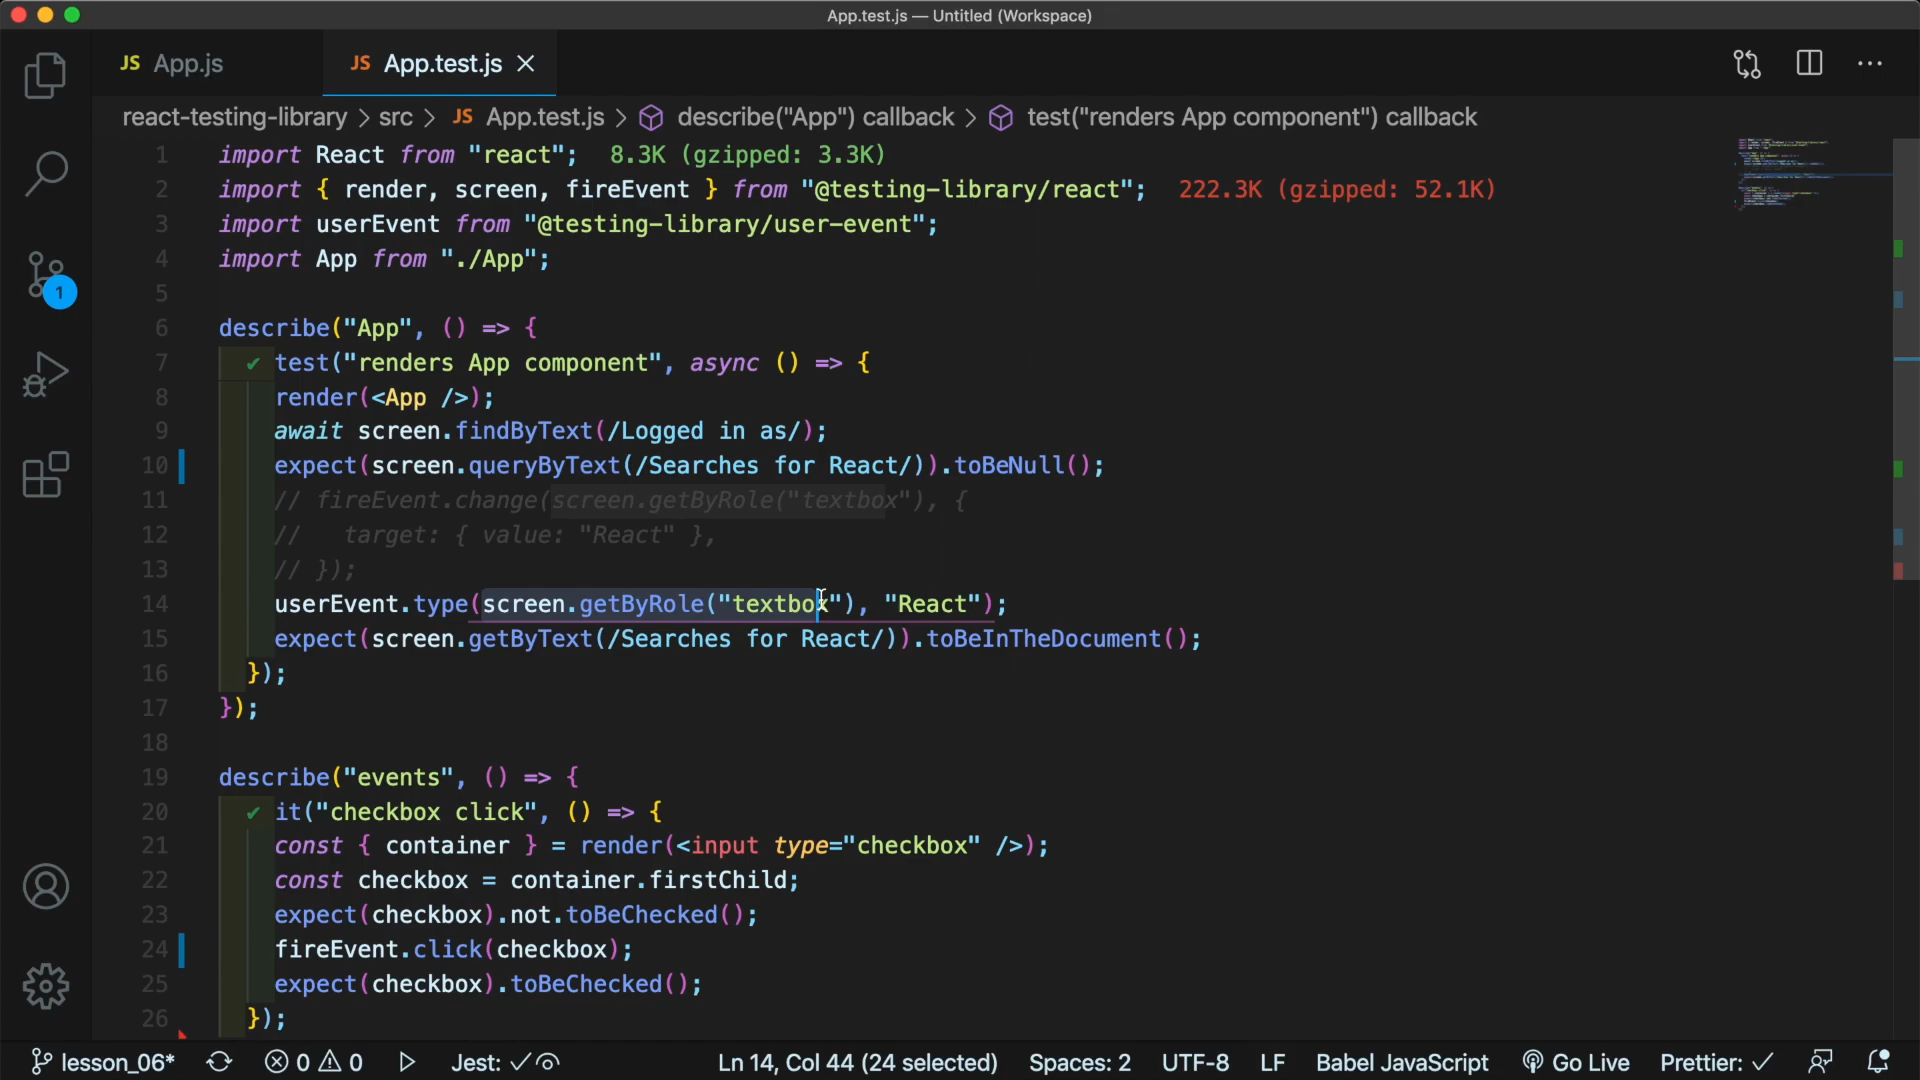 App.test.js — Untitled (Workspace)
JS App.js JS App.test.js
react-testing-library > src > JS App.test.js > describe("App") callback > test("renders App component") callback
1 import React from "react"; 8.3K (gzipped: 3.3K)
2 import { render, screen, fireEvent } from "@testing-library/react"; 222.3K (gzipped: 52.1K)
3 import userEvent from "@testing-library/user-event";
4 import App from "./App";
5
6 describe("App", () => {
7 ✔ test("renders App component", async () => {
8 render(<App />);
9 await screen.findByText(/Logged in as/);
10 expect(screen.queryByText(/Searches for React/)).toBeNull();
11 // fireEvent.change(screen.getByRole("textbox"), {
12 // target: { value: "React" },
13 // });
14 userEvent.type(screen.getByRole("textbox"), "React");
15 expect(screen.getByText(/Searches for React/)).toBeInTheDocument();
16 });
17 });
18
19 describe("events", () => {
20 ✔ it("checkbox click", () => {
21 const { container } = render(<input type="checkbox" />);
22 const checkbox = container.firstChild;
23 expect(checkbox).not.toBeChecked();
24 fireEvent.click(checkbox);
25 expect(checkbox).toBeChecked();
26 });
1
lesson_06* 0 0 Jest: ✓ Ln 14, Col 44 (24 selected) Spaces: 2 UTF-8 LF Babel JavaScript Go Live Prettier: ✓